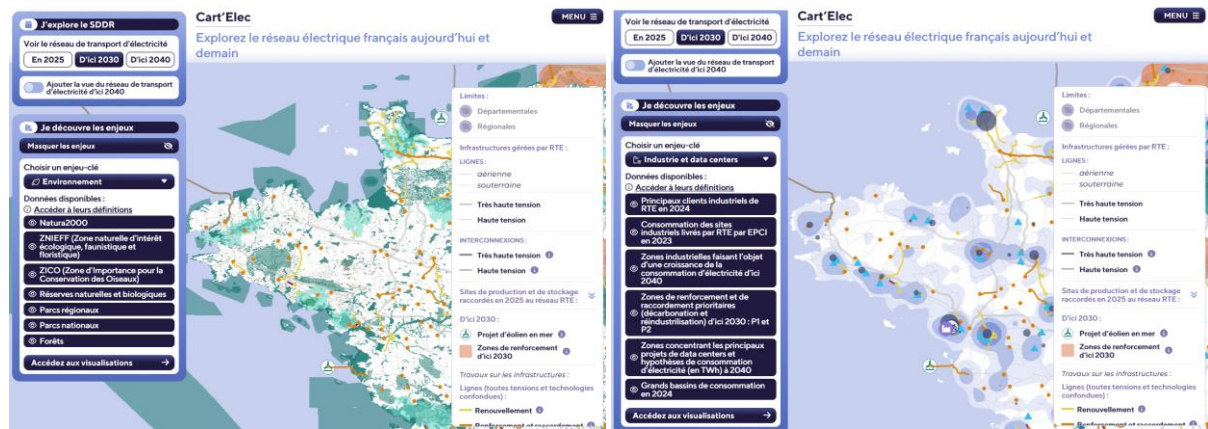 J'explore le SDDR
Voir le réseau de transport d'électricité
En 2025
D'ici 2030
D'ici 2040
Ajouter la vue du réseau de transport
d'électricité d'ici 2040
Je découvre les enjeux
Masquer les enjeux
Choisir un enjeu-clé
Environnement
Données disponibles :
Accéder à leurs définitions
Natura2000
ZNIEFF (Zone naturelle d'intérêt
écologique, faunistique et
floristique)
ZICO (Zone d'Importance pour la
Conservation des Oiseaux)
Réserves naturelles et biologiques
Parcs régionaux
Parcs nationaux
Forêts
Accédez aux visualisations
Cart'Elec
MENU
Explorez le réseau électrique français aujourd'hui et
demain
Limites :
Départementales
Régionales
Infrastructures gérées par RTE :
LIGNES :
aérienne
souterraine
Très haute tension
Haute tension
INTERCONNEXIONS :
Très haute tension
Haute tension
Sites de production et de stockage
raccordés en 2025 au réseau RTE :
D'ici 2030 :
Projet d'éolien en mer
Zones de renforcement
d'ici 2030
Travaux sur les infrastructures :
Lignes (toutes tensions et technologies
confondues) :
Renouvellement
Renforcement et raccordement
Voir le réseau de transport d'électricité
En 2025
D'ici 2030
D'ici 2040
Ajouter la vue du réseau de transport
d'électricité d'ici 2040
Je découvre les enjeux
Masquer les enjeux
Choisir un enjeu-clé
Industrie et data centers
Données disponibles :
Accéder à leurs définitions
Principaux clients industriels de
RTE en 2024
Consommation des sites
industriels livrés par RTE par EPCI
en 2023
Zones industrielles faisant l'objet
d'une croissance de la
consommation d'électricité d'ici
2040
Zones de renforcement et de
raccordement prioritaires
(décarbonation et
réindustrilisation) d'ici 2030 : P1 et
P2
Zones concentrant les principaux
projets de data centers et
hypothèses de consommation
d'électricité (en TWh) à 2040
Grands bassins de consommation
en 2024
Accédez aux visualisations
Cart'Elec
MENU
Explorez le réseau électrique français aujourd'hui et
demain
Limites :
Départementales
Régionales
Infrastructures gérées par RTE :
LIGNES :
aérienne
souterraine
Très haute tension
Haute tension
INTERCONNEXIONS :
Très haute tension
Haute tension
Sites de production et de stockage
raccordés en 2025 au réseau RTE :
D'ici 2030 :
Projet d'éolien en mer
Zones de renforcement
d'ici 2030
Travaux sur les infrastructures :
Lignes (toutes tensions et technologies
confondues) :
Renouvellement
Renforcement et raccordement